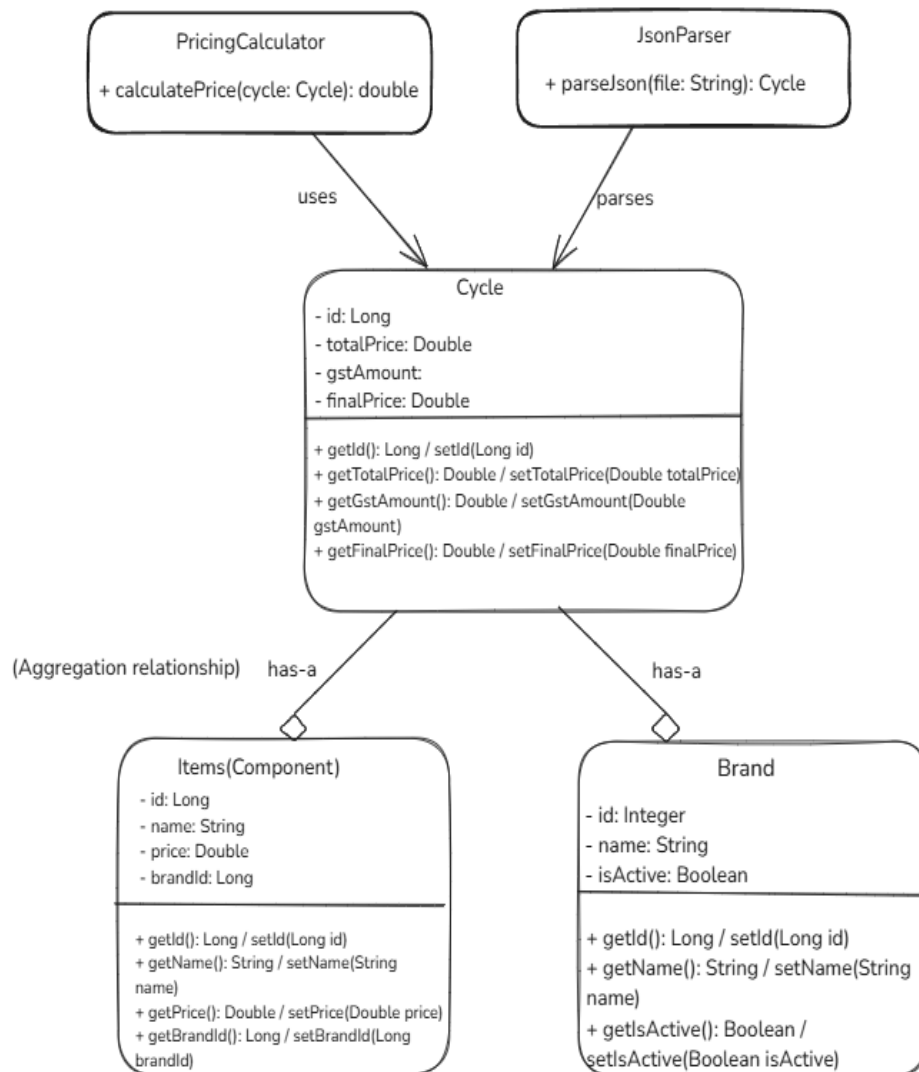 PricingCalculator
+ calculatePrice(cycle: Cycle): double
JsonParser
+ parseJson(file: String): Cycle
uses
parses
Cycle
- id: Long
- totalPrice: Double
- gstAmount:
- finalPrice: Double
+ getId(): Long / setId(Long id)
+ getTotalPrice(): Double / setTotalPrice(Double totalPrice)
+ getGstAmount(): Double / setGstAmount(Double
gstAmount)
+ getFinalPrice(): Double / setFinalPrice(Double finalPrice)
(Aggregation relationship)
has-a
has-a
Items(Component)
- id: Long
- name: String
- price: Double
- brandId: Long
+ getId(): Long / setId(Long id)
+ getName(): String / setName(String
name)
+ getPrice(): Double / setPrice(Double price)
+ getBrandId(): Long / setBrandId(Long
brandId)
Brand
- id: Integer
- name: String
- isActive: Boolean
+ getId(): Long / setId(Long id)
+ getName(): String / setName(String
name)
+ getIsActive(): Boolean /
setIsActive(Boolean isActive)